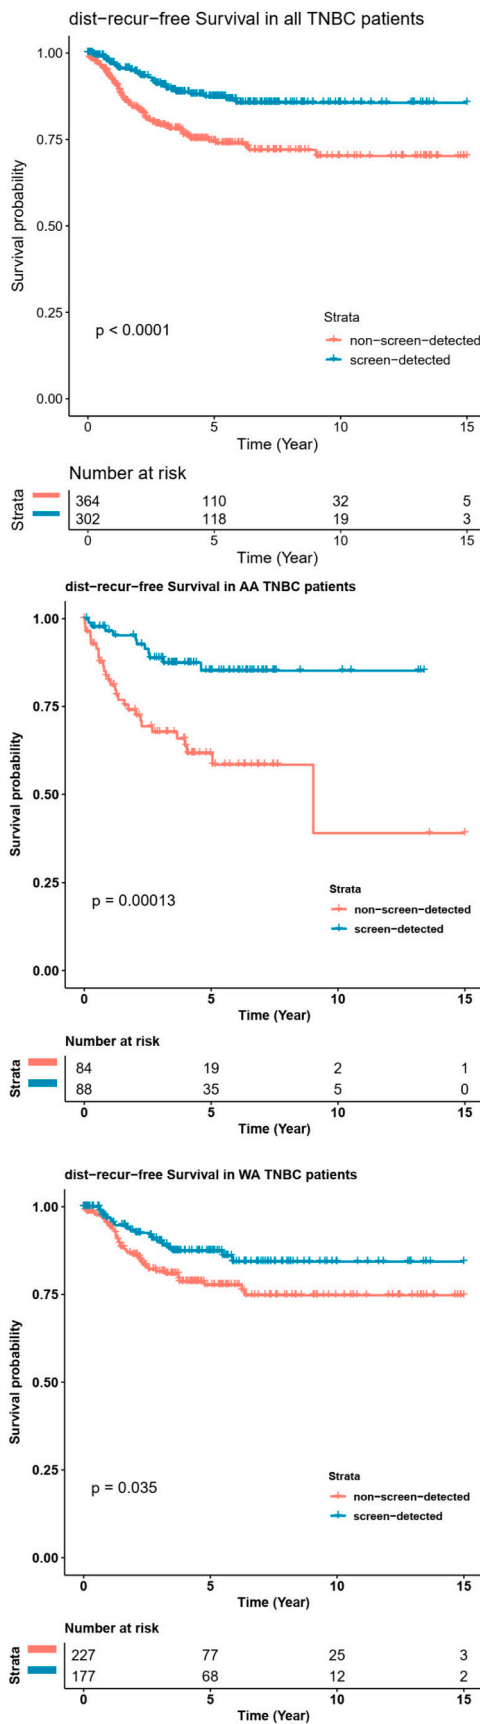 dist-recur-free Survival in all TNBC patients
1.00
0.75
0.50
0.25
0.00
Survival probability
p < 0.0001
Strata
non-screen-detected
screen-detected
0 5 10 15
Time (Year)
Number at risk
Strata
364 110 32 5
302 118 19 3
0 5 10 15
Time (Year)
dist-recur-free Survival in AA TNBC patients
1.00
0.75
0.50
0.25
0.00
Survival probability
p = 0.00013
Strata
non-screen-detected
screen-detected
0 5 10 15
Time (Year)
Number at risk
Strata
84 19 2 1
88 35 5 0
0 5 10 15
Time (Year)
dist-recur-free Survival in WA TNBC patients
1.00
0.75
0.50
0.25
0.00
Survival probability
p = 0.035
Strata
non-screen-detected
screen-detected
0 5 10 15
Time (Year)
Number at risk
Strata
227 77 25 3
177 68 12 2
0 5 10 15
Time (Year)